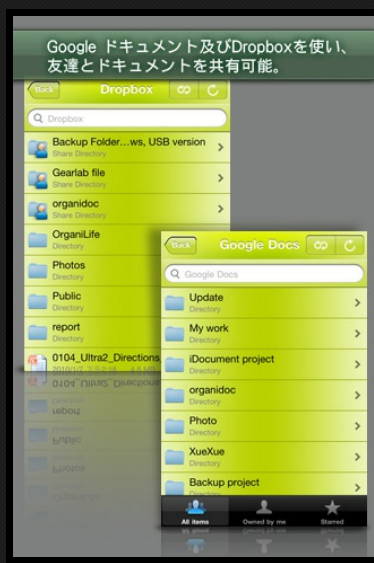 Google ドキュメント及びDropboxを使い、
友達とドキュメントを共有可能。
Back Dropbox
Dropbox
Backup Folder...ws, USB version
Share Directory
Gearlab file
Share Directory
organidoc
Share Directory
OrganiLife
Directory
Photos
Directory
Public
Directory
report
Directory
0104_Ultra2_Directions
Back Google Docs
Google Docs
Update
Directory
My work
Directory
iDocument project
Directory
organidoc
Directory
Photo
Directory
XueXue
Directory
Backup project
Directory
All items Owned by me Starred